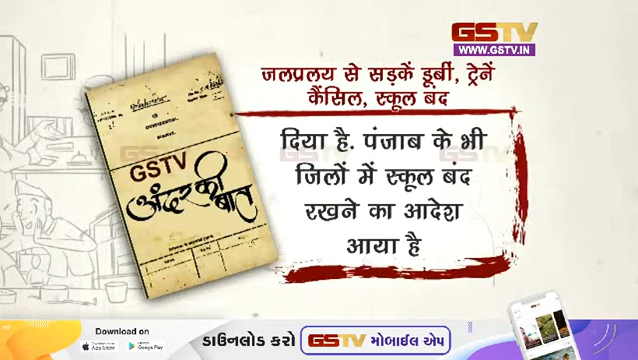 GSTV
WWW.GSTV.IN
जलप्रलय से सड़कें डूबीं, ट्रेनें
कैंसिल, स्कूल बंद
दिया है. पंजाब के भी
जिलों में स्कूल बंद
रखने का आदेश
आया है
CONFIDENTIAL
GSTV
अंदर की
बात
Download on
App Store
Google Play
ડાઉનલોડ કરો GSTV મોબાઈલ એપ